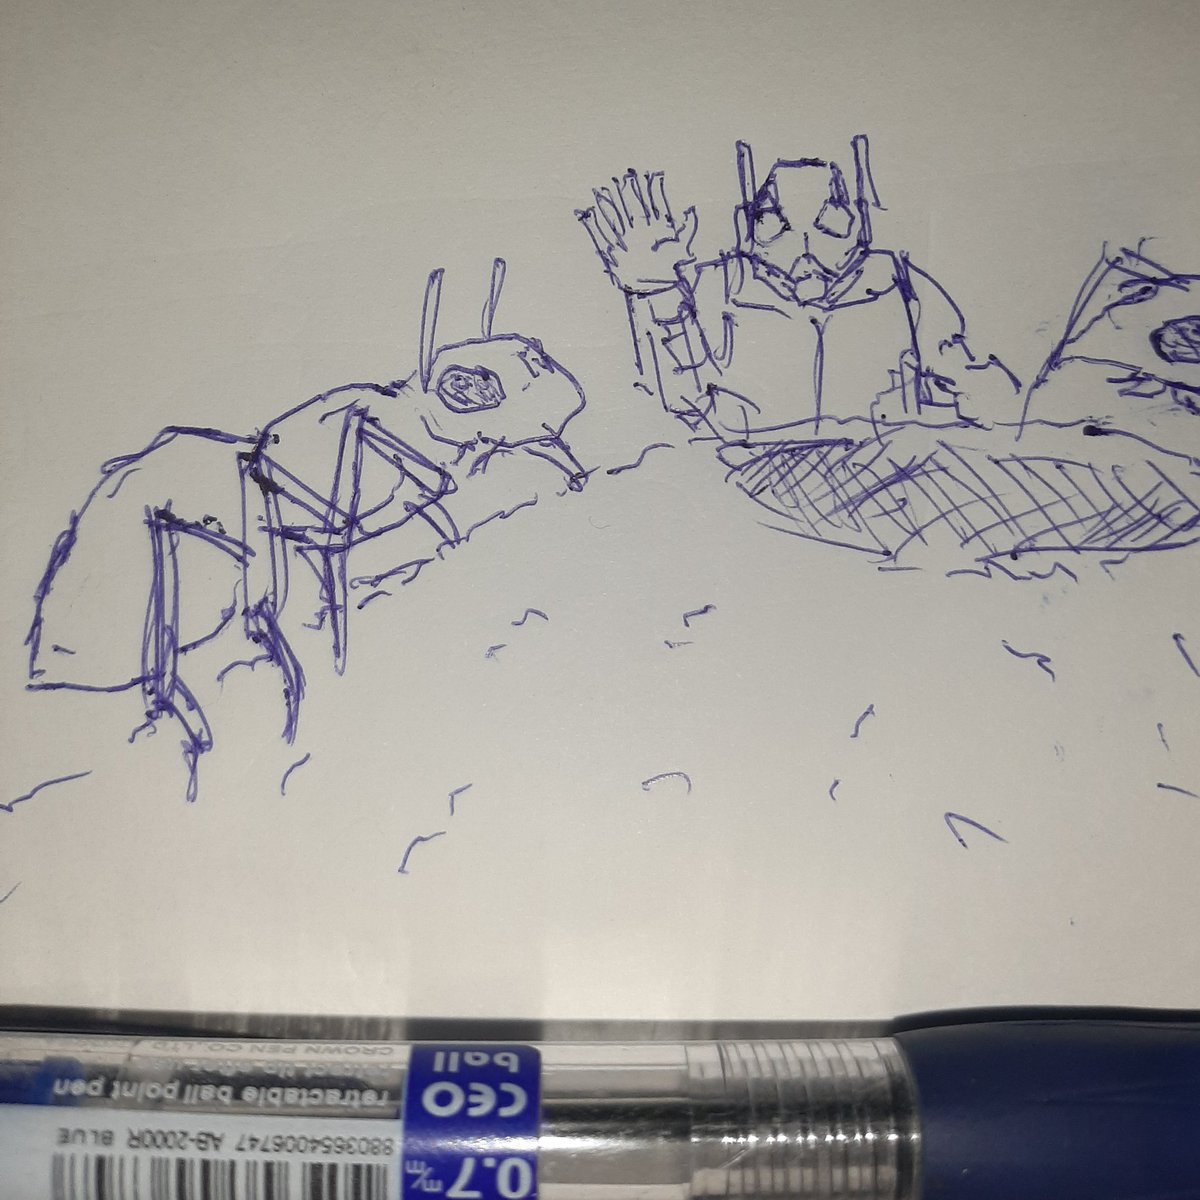 CEO
ball
0.7 m/m
CROWN PEN CO.,LTD
retractable ball point pen
8803654006747 AB-2000R BLUE